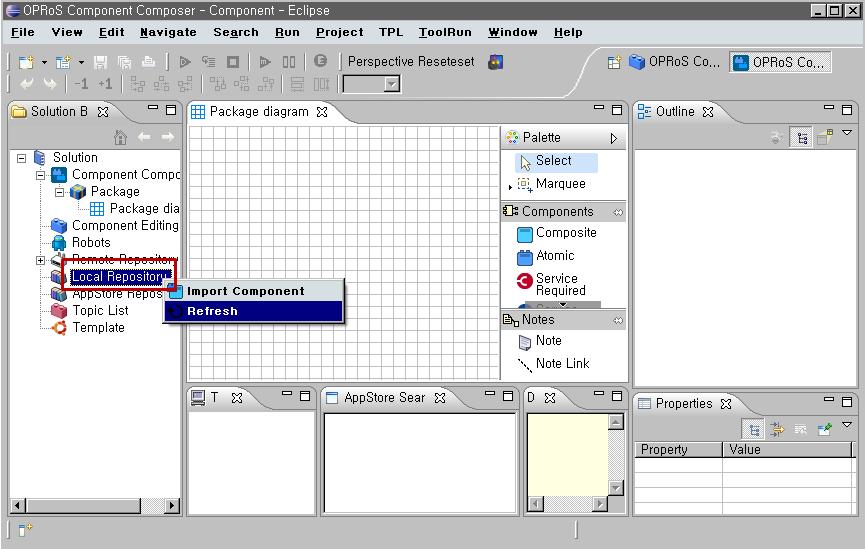 OPRoS Component Composer - Component - Eclipse
File View Edit Navigate Search Run Project TPL ToolRun Window Help
Perspective Reseteset
OPRoS Co...
OPRoS Co...
-1 +1
Solution B
Package diagram
Outline
Palette
Select
Marquee
Components
Composite
Atomic
Service
Required
Notes
Note
Note Link
Solution
Component Compo
Package
Package dia
Component Editing
Robots
Remote Repository
Local Repository
AppStore Repos
Topic List
Template
Import Component
Refresh
T
AppStore Sear
D
Properties
Property Value